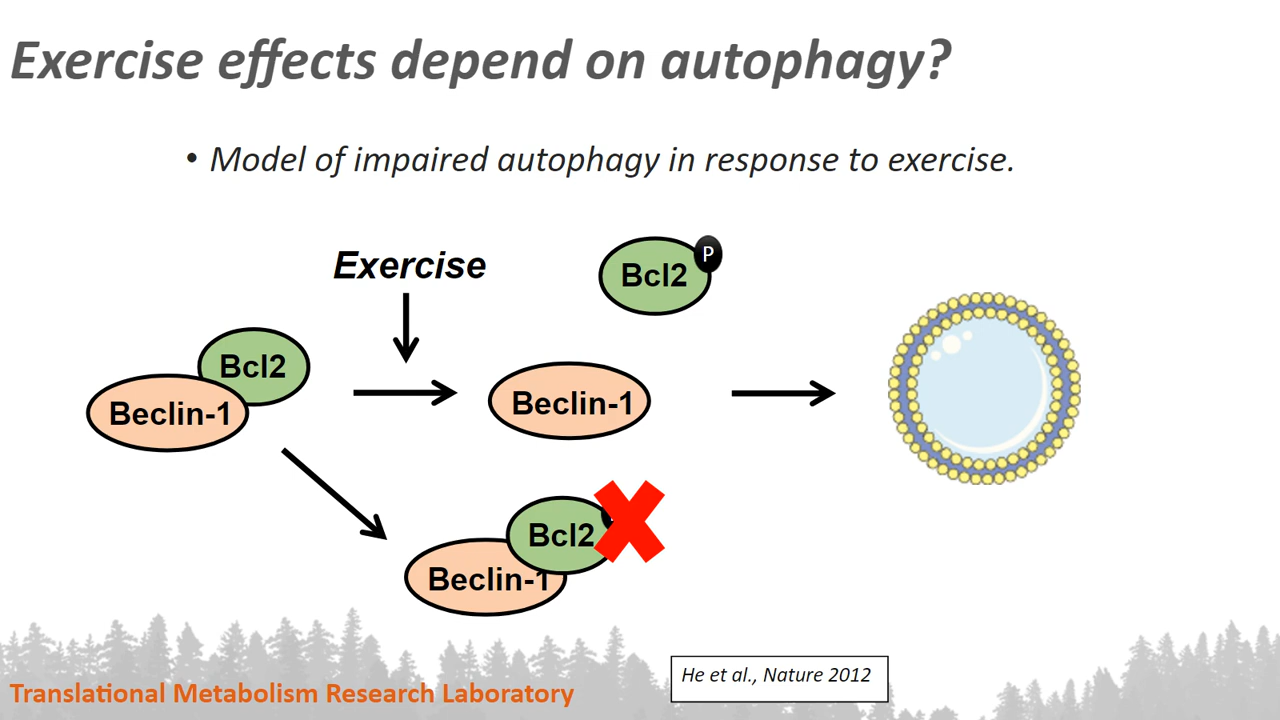 Exercise effects depend on autophagy?
• Model of impaired autophagy in response to exercise.
Exercise
Bcl2
P
Bcl2
Beclin-1
Beclin-1
Bcl2
Beclin-1
He et al., Nature 2012
Translational Metabolism Research Laboratory